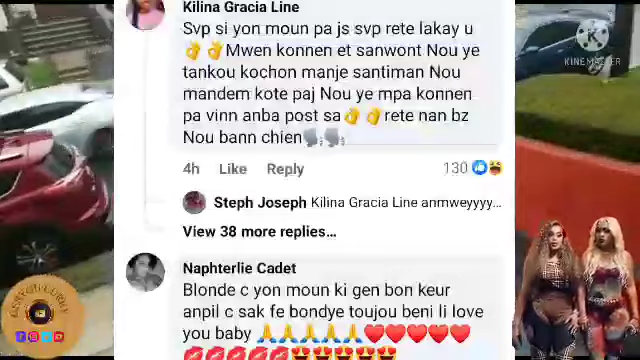 Kilina Gracia Line
Svp si yon moun pa js svp rete lakay u
👌👌Mwen konnen et sanwont Nou ye
tankou kochon manje santiman Nou
mandem kote paj Nou ye mpa konnen
pa vinn anba post sa👌👌rete nan bz
Nou bann chien🗣🗣
4h Like Reply 130
Steph Joseph Kilina Gracia Line anmweyyyy...
View 38 more replies...
Naphterlie Cadet
Blonde c yon moun ki gen bon keur
anpil c sak fe bondye toujou beni li love
you baby 🙏🙏🙏🙏🙏❤❤❤❤❤
💋💋💋💋💋😍😍😍😍😍
KINEMASTER